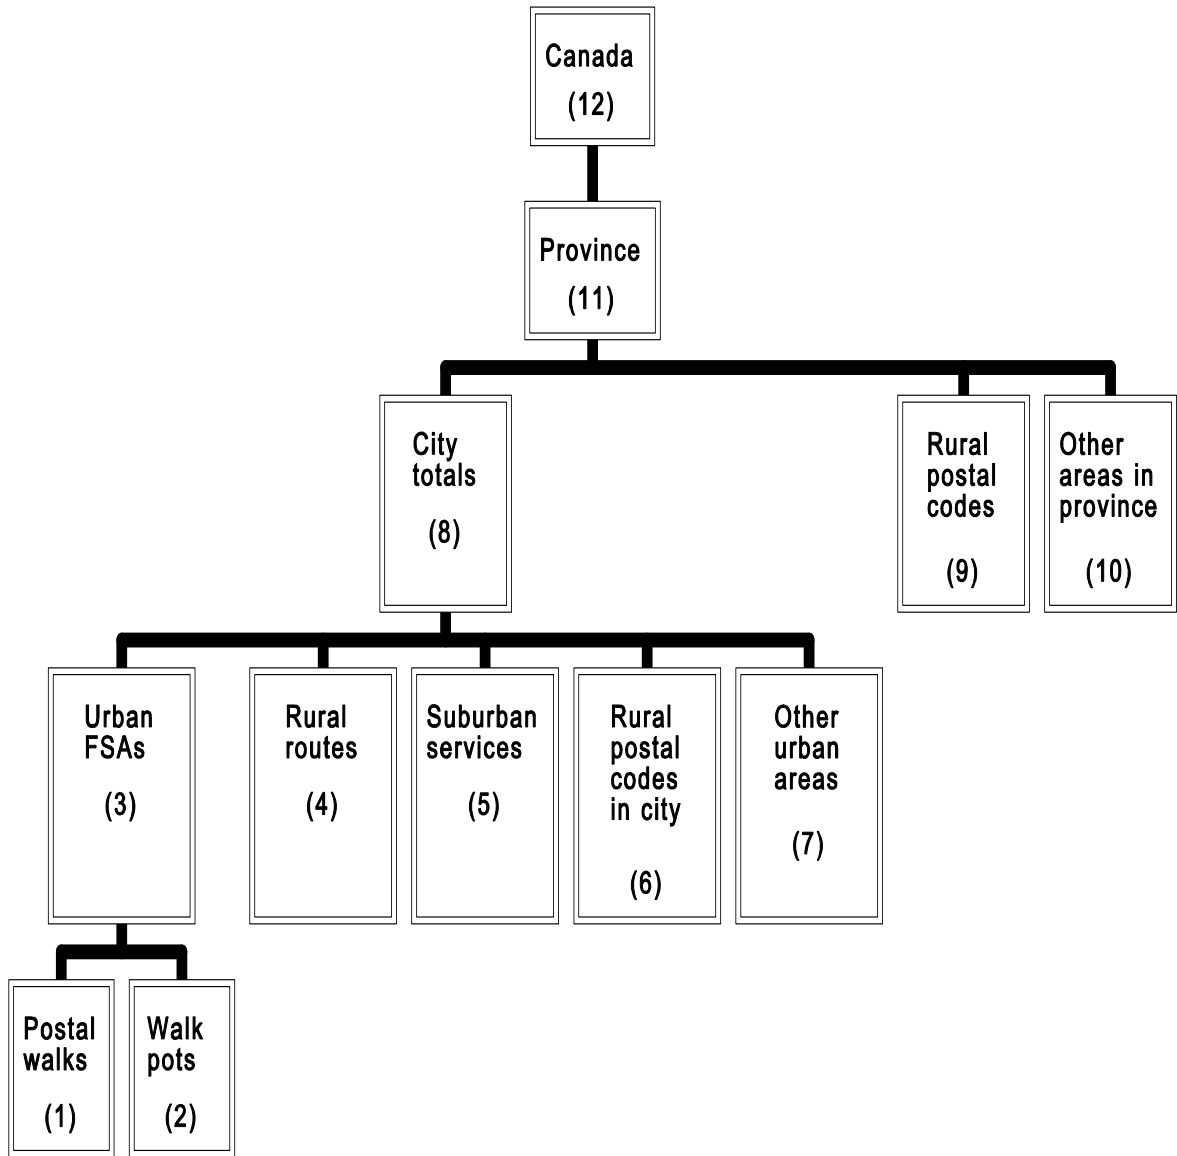 Canada
(12)
Province
(11)
City
totals
(8)
Rural
postal
codes
(9)
Other
areas in
province
(10)
Urban
FSAs
(3)
Rural
routes
(4)
Suburban
services
(5)
Rural
postal
codes
in city
(6)
Other
urban
areas
(7)
Postal
walks
(1)
Walk
pots
(2)